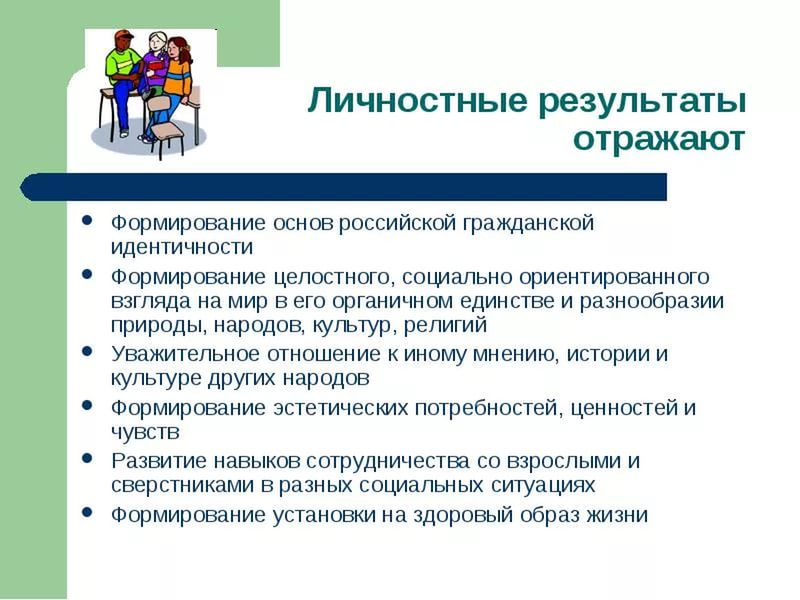 Личностные результаты
отражают
Формирование основ российской гражданской
идентичности
Формирование целостного, социально ориентированного
взгляда на мир в его органичном единстве и разнообразии
природы, народов, культур, религий
Уважительное отношение к иному мнению, истории и
культуре других народов
Формирование эстетических потребностей, ценностей и
чувств
Развитие навыков сотрудничества со взрослыми и
сверстниками в разных социальных ситуациях
Формирование установки на здоровый образ жизни